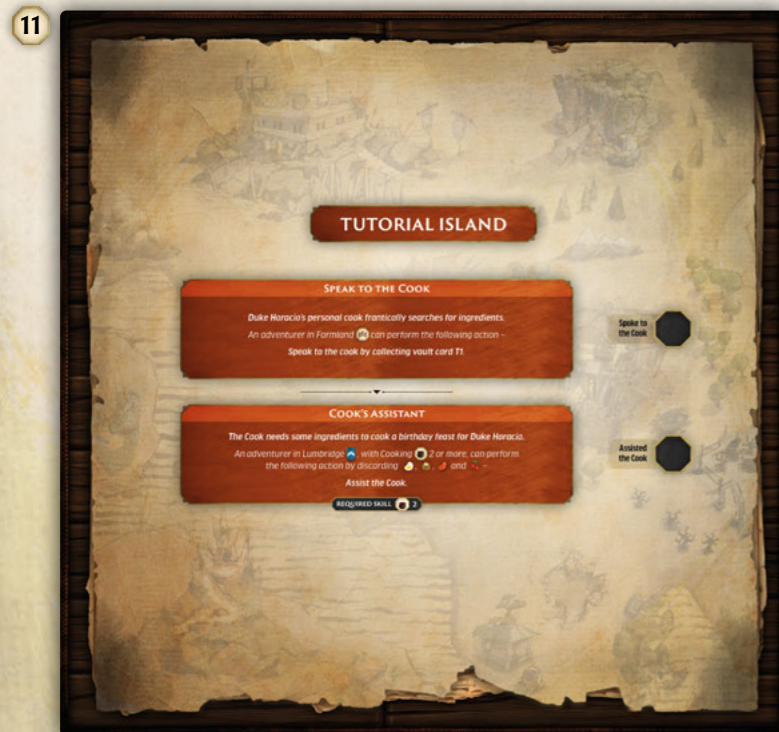 11
TUTORIAL ISLAND
SPEAK TO THE COOK
Duke Horacio's personal cook frantically searches for ingredients.
An adventurer in Farmland can perform the following action –
Speak to the cook by collecting vault card T1.
Spoke to
the Cook
COOK'S ASSISTANT
The Cook needs some ingredients to cook a birthday feast for Duke Horacio.
An adventurer in Lumbridge, with Cooking 2 or more, can perform
the following action by discarding , , and –
Assist the Cook.
Assisted
the Cook
REQUIRED SKILL 2